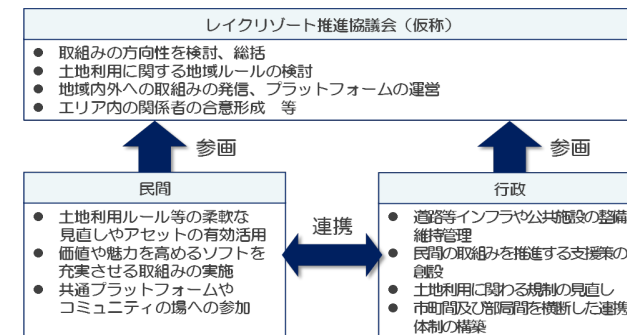 レイクリゾート推進協議会（仮称）
● 取組みの方向性を検討、総括
● 土地利用に関する地域ルールの検討
● 地域内外への取組みの発信、プラットフォームの運営
● エリア内の関係者の合意形成　等
参画
参画
民間
● 土地利用ルール等の柔軟な
見直しやアセットの有効活用
● 価値や魅力を高めるソフトを
充実させる取組みの実施
● 共通プラットフォームや
コミュニティの場への参加
連携
行政
● 道路等インフラや公共施設の整備
維持管理
● 民間の取組みを推進する支援策の
創設
● 土地利用に関わる規制の見直し
● 市町間及び部局間を横断した連携
体制の構築